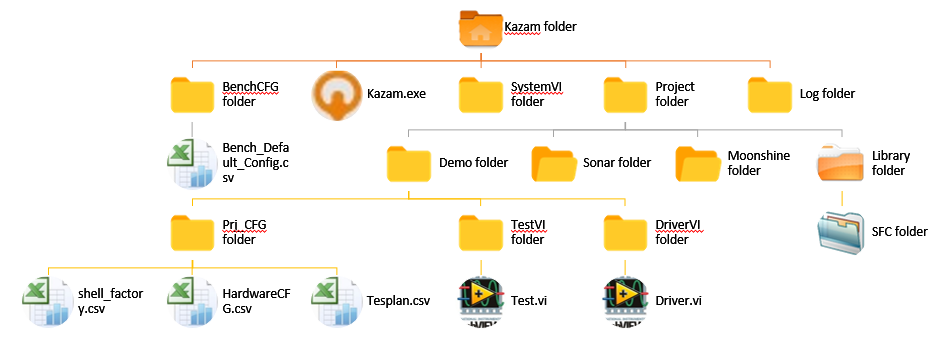 Kazam folder
BenchCFG
folder
Kazam.exe
SystemVI
folder
Project
folder
Log folder
Bench_Defa
ult_Config.c
sv
Demo folder
Sonar folder
Moonshine
folder
Library
folder
Prj_CFG
folder
TestVI
folder
DriverVI
folder
SFC folder
shell_factor
y.csv
HardwareCF
G.csv
Tesplan.csv
Test.vi
Driver.vi